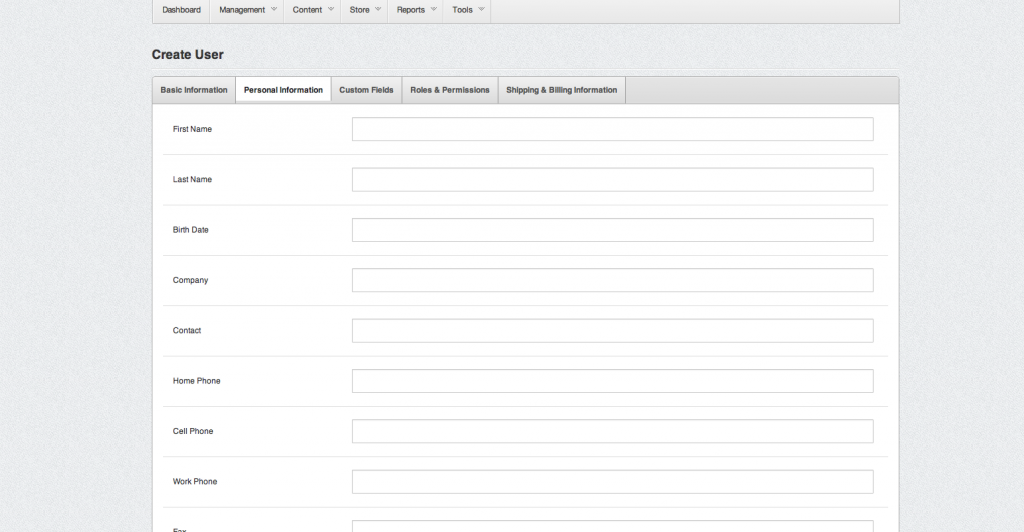 Dashboard Management Content Store Reports Tools
Create User
Basic Information Personal Information Custom Fields Roles & Permissions Shipping & Billing Information
First Name
Last Name
Birth Date
Company
Contact
Home Phone
Cell Phone
Work Phone
Fax